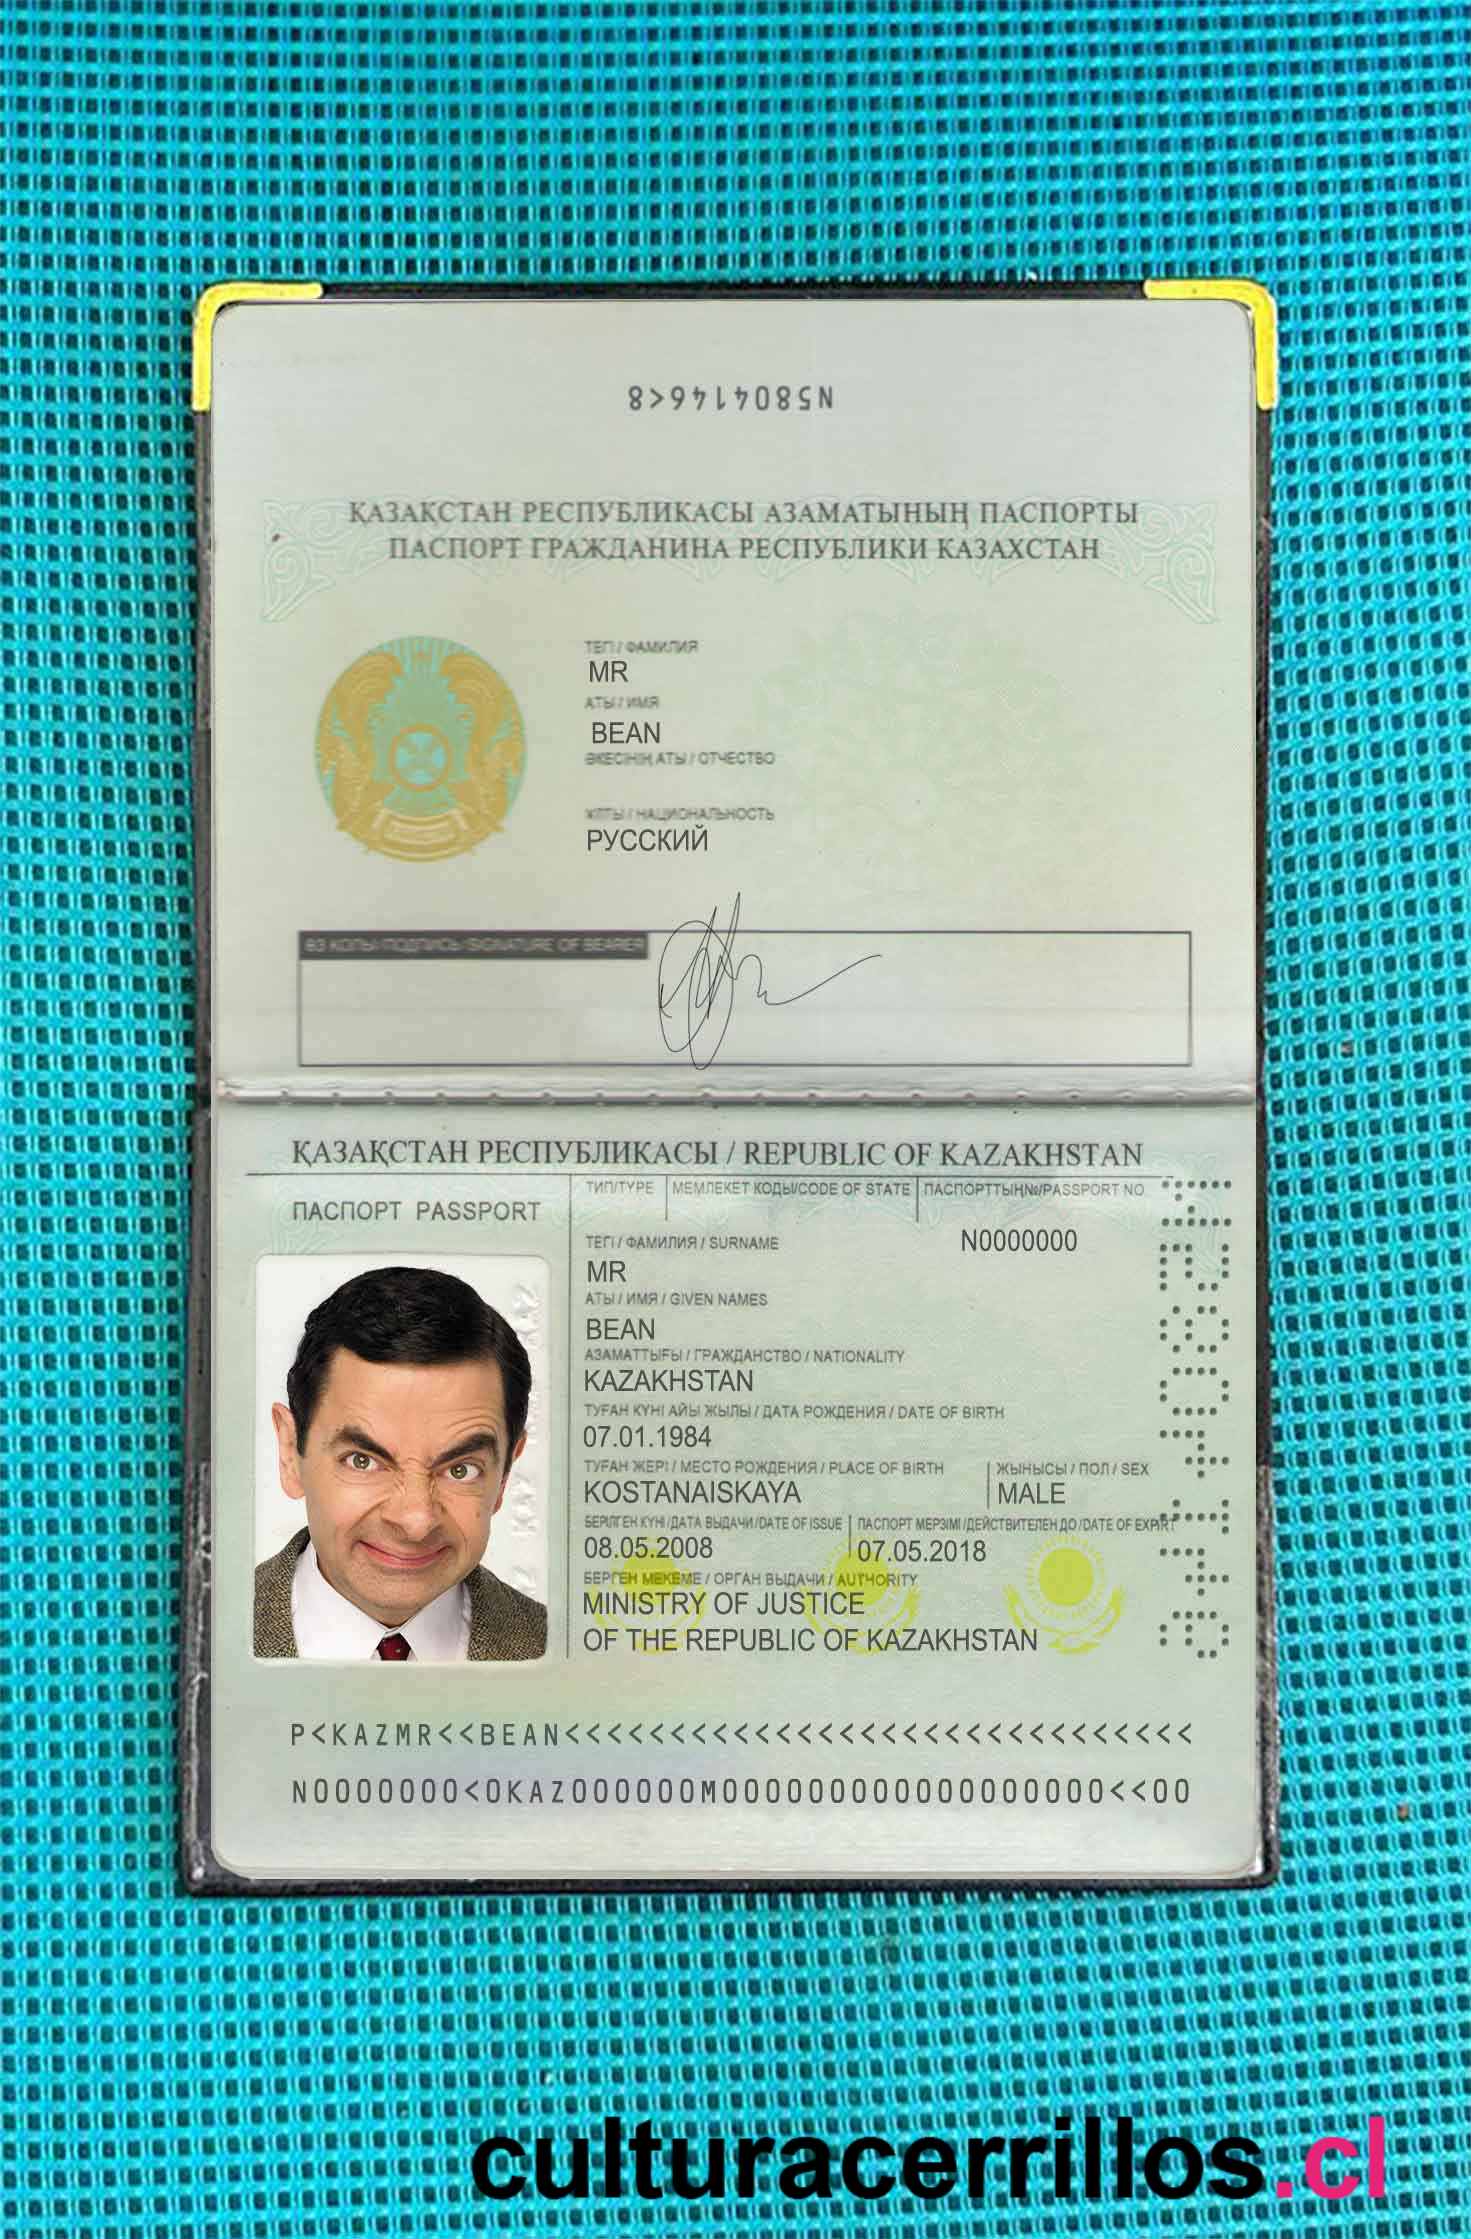 N5804146<8
ҚАЗАҚСТАН РЕСПУБЛИКАСЫ АЗАМАТЫНЫҢ ПАСПОРТЫ
ПАСПОРТ ГРАЖДАНИНА РЕСПУБЛИКИ КАЗАХСТАН
ТЕГІ / ФАМИЛИЯ
MR
АТЫ / ИМЯ
BEAN
ӘКЕСІНІҢ АТЫ / ОТЧЕСТВО
ҰЛТЫ / НАЦИОНАЛЬНОСТЬ
РУССКИЙ
ӨЗ ҚОЛЫ /ПОДПИСЬ /SIGNATURE OF BEARER
ҚАЗАҚСТАН РЕСПУБЛИКАСЫ / REPUBLIC OF KAZAKHSTAN
ПАСПОРТ PASSPORT
ТИП/TYPE МЕМЛЕКЕТ КОДЫ/CODE OF STATE ПАСПОРТТЫҢ№/PASSPORT NO
N0000000
ТЕГІ / ФАМИЛИЯ / SURNAME
MR
АТЫ / ИМЯ / GIVEN NAMES
BEAN
АЗАМАТТЫҒЫ / ГРАЖДАНСТВО / NATIONALITY
KAZAKHSTAN
ТУҒАН КҮНІ АЙЫ ЖЫЛЫ / ДАТА РОЖДЕНИЯ / DATE OF BIRTH
07.01.1984
ТУҒАН ЖЕРІ / МЕСТО РОЖДЕНИЯ / PLACE OF BIRTH ЖЫНЫСЫ / ПОЛ / SEX
KOSTANAISKAYA MALE
БЕРІЛГЕН КҮНІ /ДАТА ВЫДАЧИ /DATE OF ISSUE ПАСПОРТ МЕРЗІМІ /ДЕЙСТВИТЕЛЕН ДО /DATE OF EXPIRY
08.05.2008 07.05.2018
БЕРГЕН МЕКЕМЕ / ОРГАН ВЫДАЧИ / AUTHORITY
MINISTRY OF JUSTICE
OF THE REPUBLIC OF KAZAKHSTAN
P<KAZMR<<BEAN<<<<<<<<<<<<<<<<<<<<<<<<<<<<<<
N0000000<0KAZ000000M000000000000000000<<00
culturacerrillos.cl